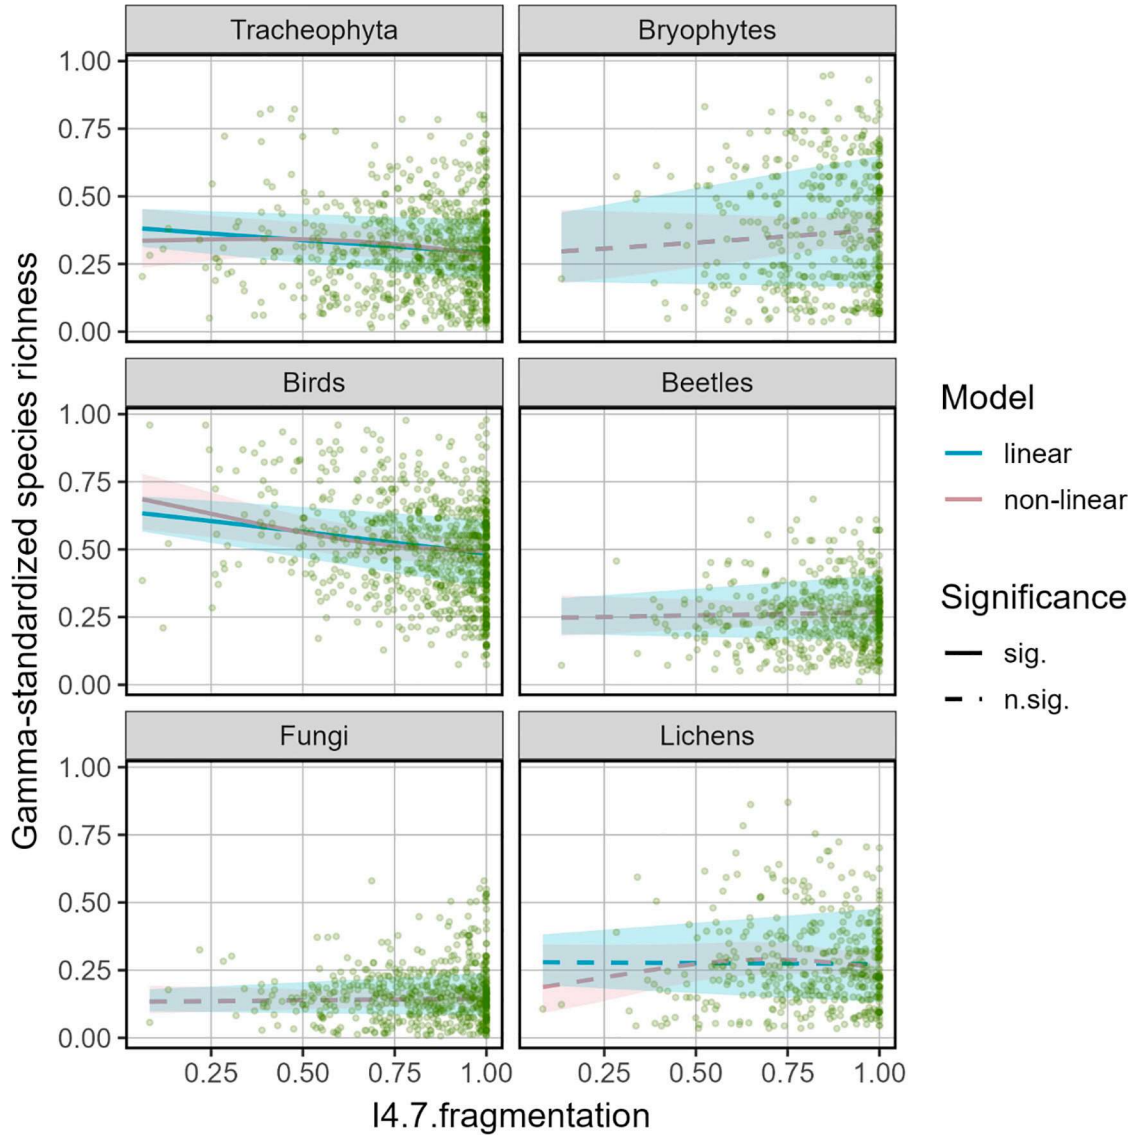 Tracheophyta
Bryophytes
1.00
0.75
0.50
0.25
0.00
Birds
Beetles
1.00
0.75
0.50
0.25
0.00
Fungi
Lichens
1.00
0.75
0.50
0.25
0.00
0.25 0.50 0.75 1.00
0.25 0.50 0.75 1.00
I4.7.fragmentation
Gamma-standardized species richness
Model
linear
non-linear
Significance
sig.
n.sig.